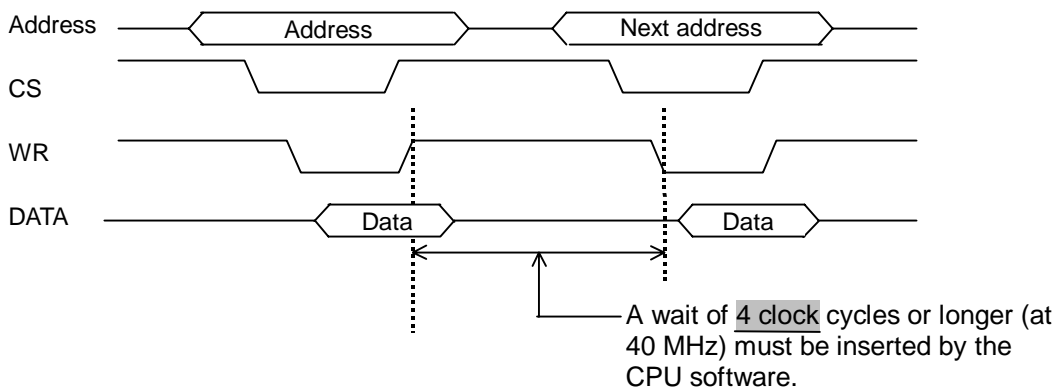 Address
Address
Next address
CS
WR
DATA
Data
Data
A wait of 4 clock cycles or longer (at
40 MHz) must be inserted by the
CPU software.